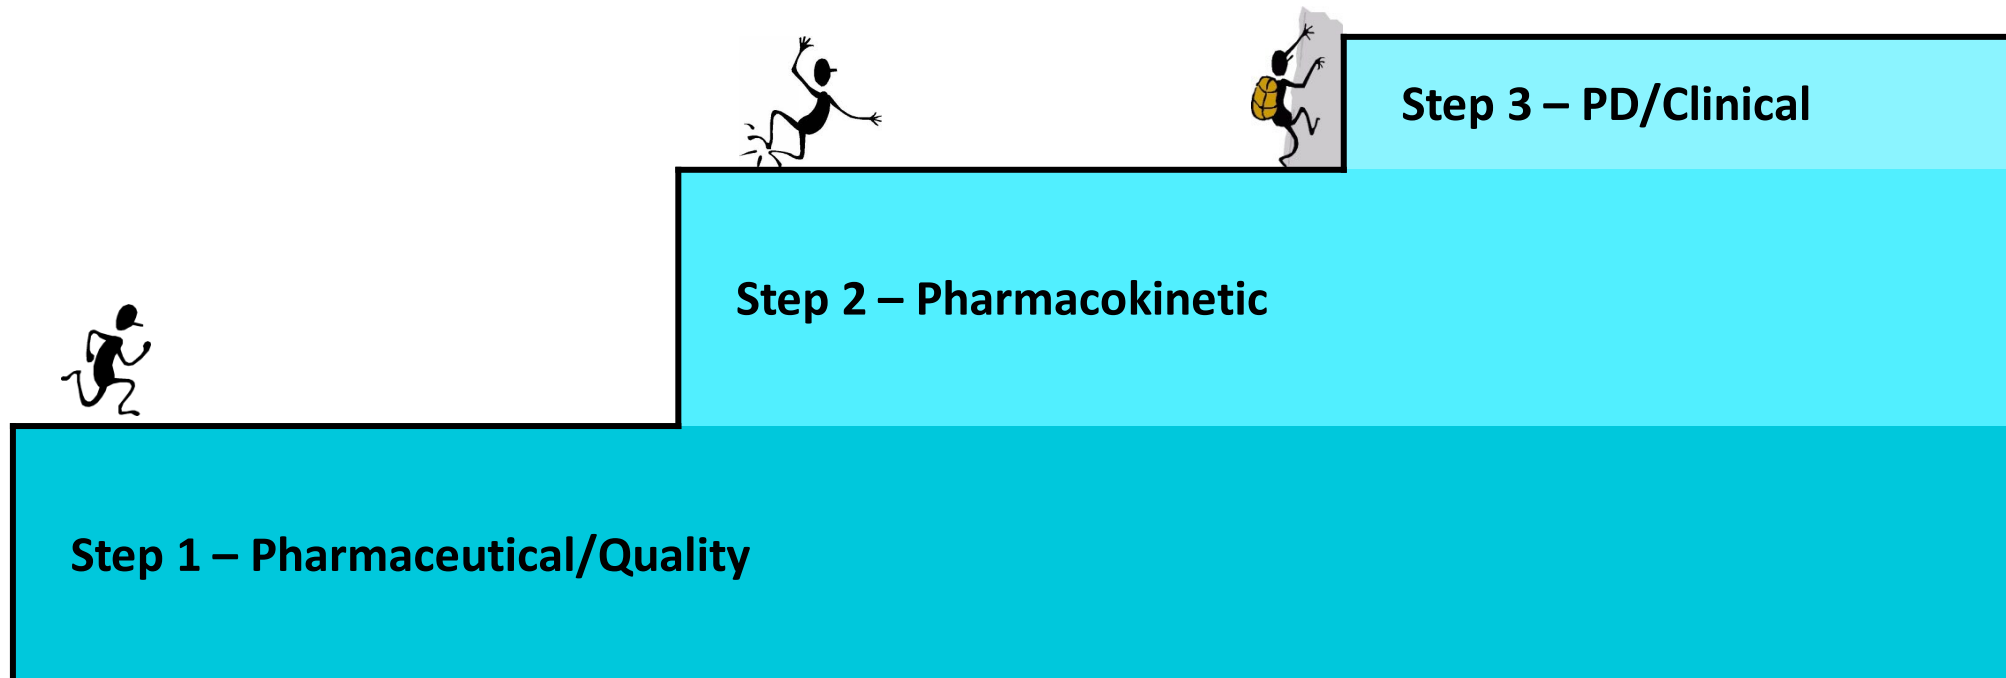 Step 3 – PD/Clinical
Step 2 – Pharmacokinetic
Step 1 – Pharmaceutical/Quality